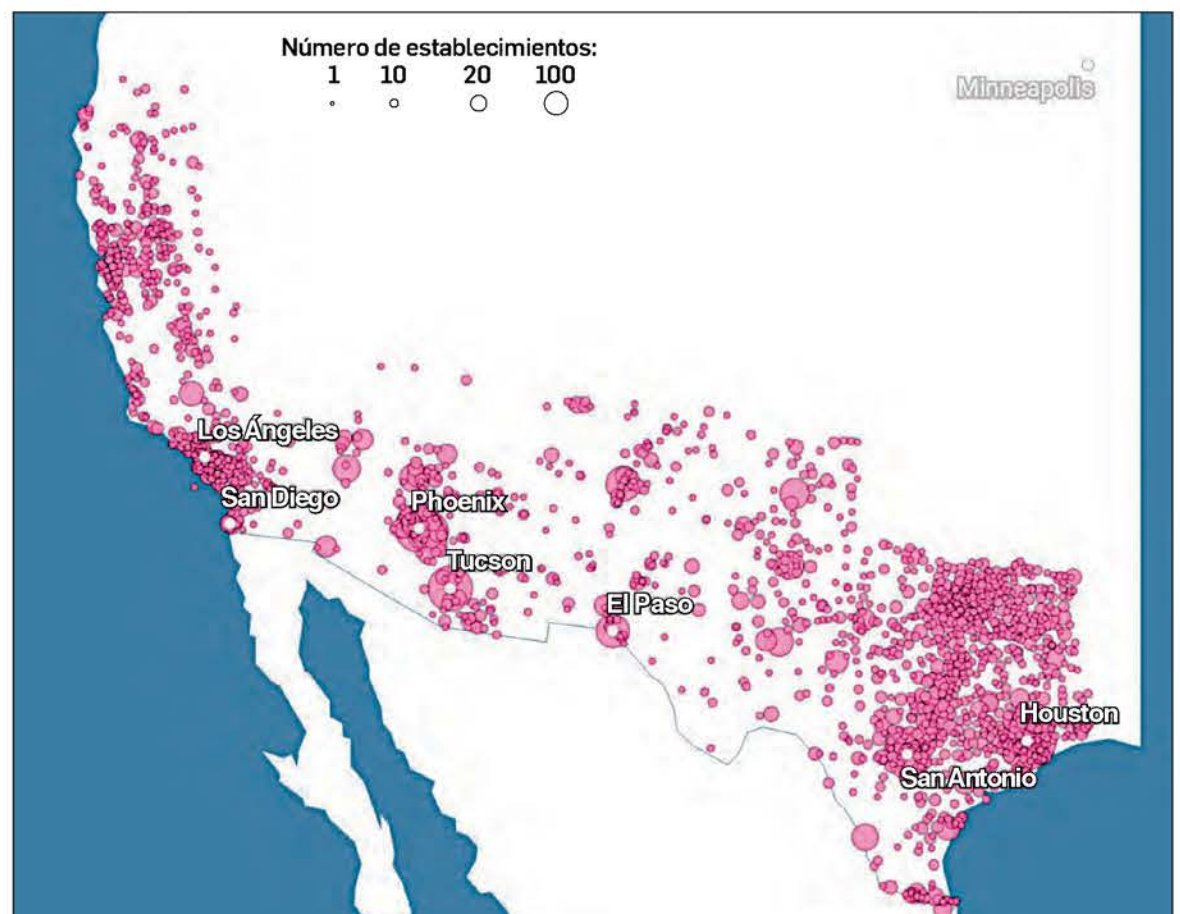 Número de establecimientos:
1 10 20 100
Minneapolis
Los Ángeles
San Diego
Phoenix
Tucson
El Paso
Houston
San Antonio